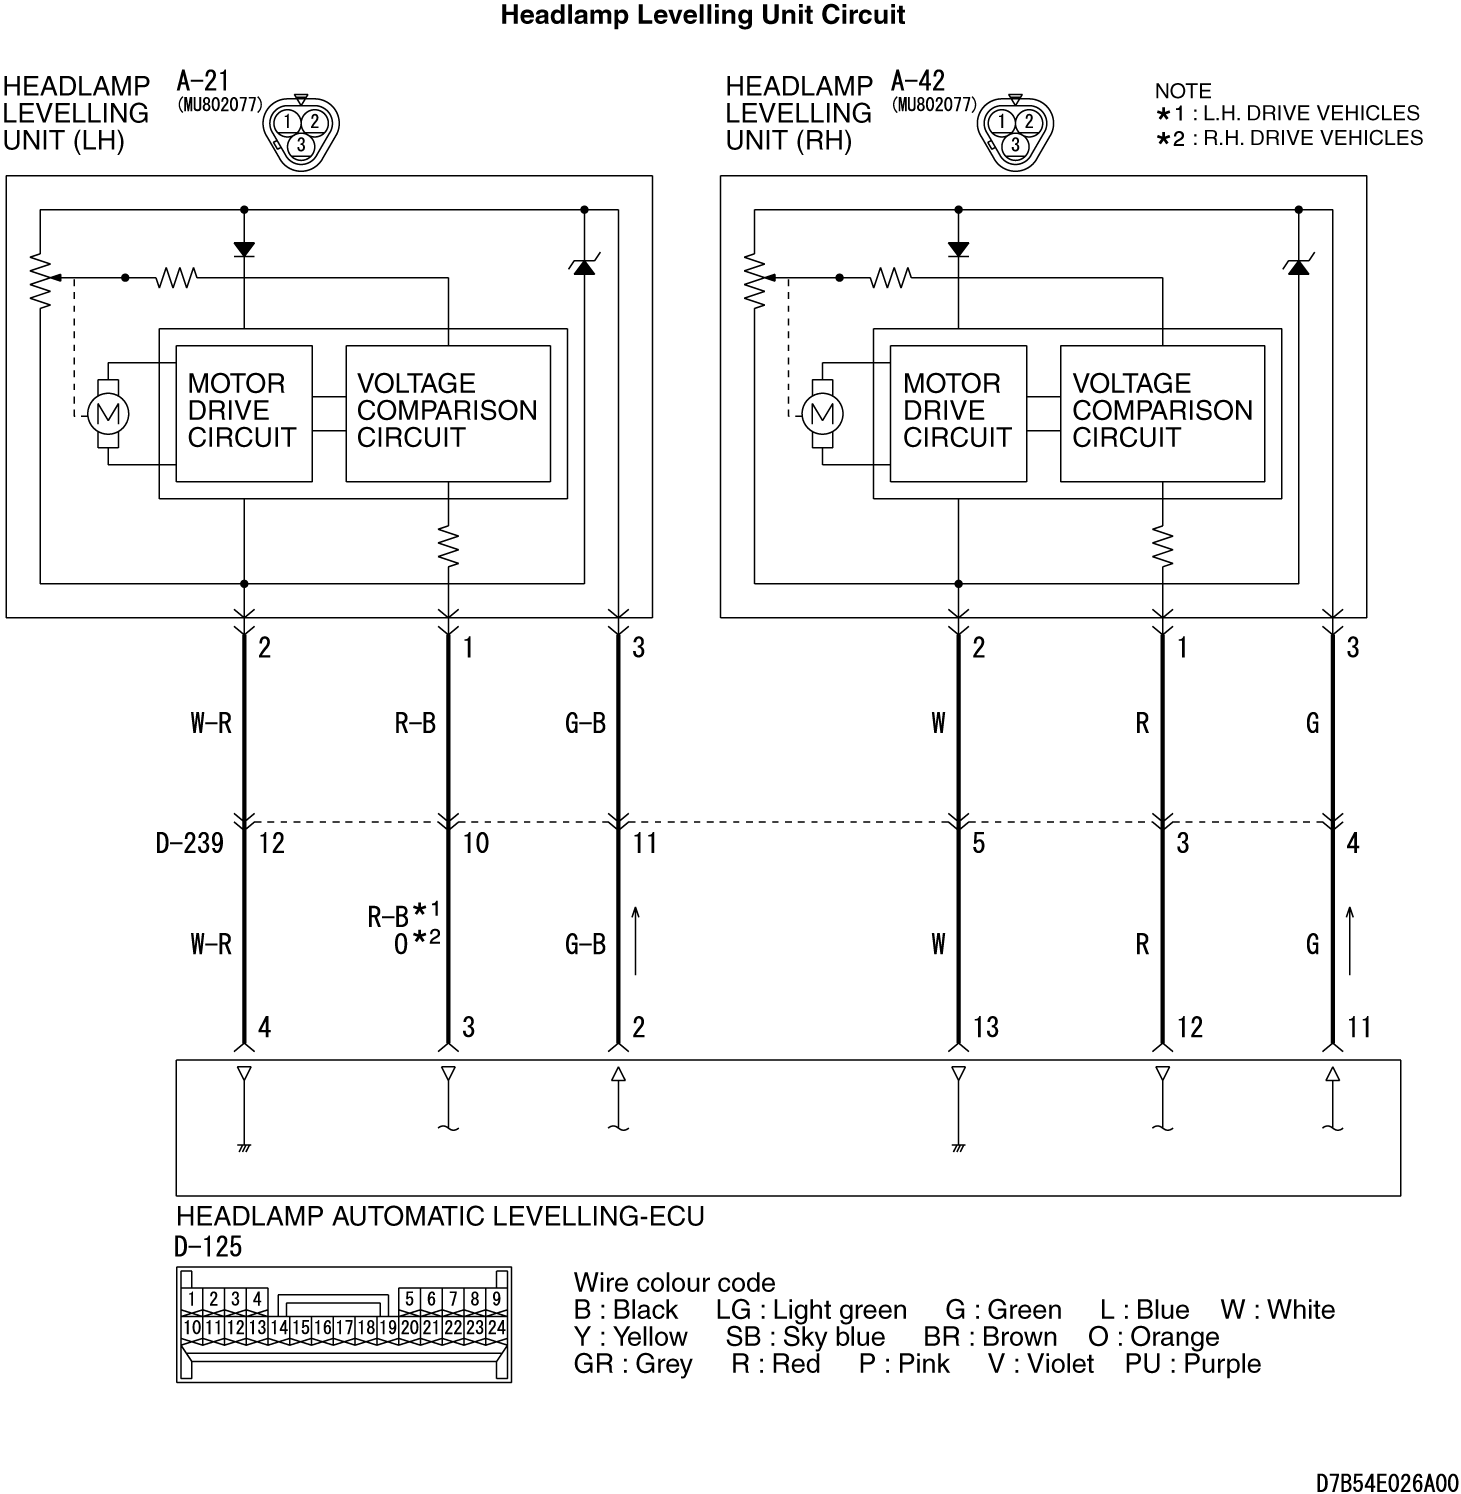 Headlamp Levelling Unit Circuit
HEADLAMP
LEVELLING
UNIT (LH)
A-21
(MU802077)
1 2
3
HEADLAMP
LEVELLING
UNIT (RH)
A-42
(MU802077)
1 2
3
NOTE
*1 : L.H. DRIVE VEHICLES
*2 : R.H. DRIVE VEHICLES
M
MOTOR
DRIVE
CIRCUIT
VOLTAGE
COMPARISON
CIRCUIT
M
MOTOR
DRIVE
CIRCUIT
VOLTAGE
COMPARISON
CIRCUIT
2 1 3 2 1 3
W-R R-B G-B W R G
D-239 12 10 11 5 3 4
R-B*1
W-R O*2 G-B W R G
4 3 2 13 12 11
HEADLAMP AUTOMATIC LEVELLING-ECU
D-125
1 2 3 4 5 6 7 8 9
10 11 12 13 14 15 16 17 18 19 20 21 22 23 24
Wire colour code
B : Black LG : Light green G : Green L : Blue W : White
Y : Yellow SB : Sky blue BR : Brown O : Orange
GR : Grey R : Red P : Pink V : Violet PU : Purple
D7B54E026A00